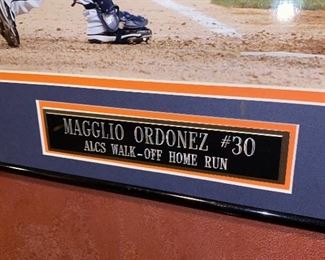 MAGGLIO ORDONEZ #30
ALCS WALK-OFF HOME RUN